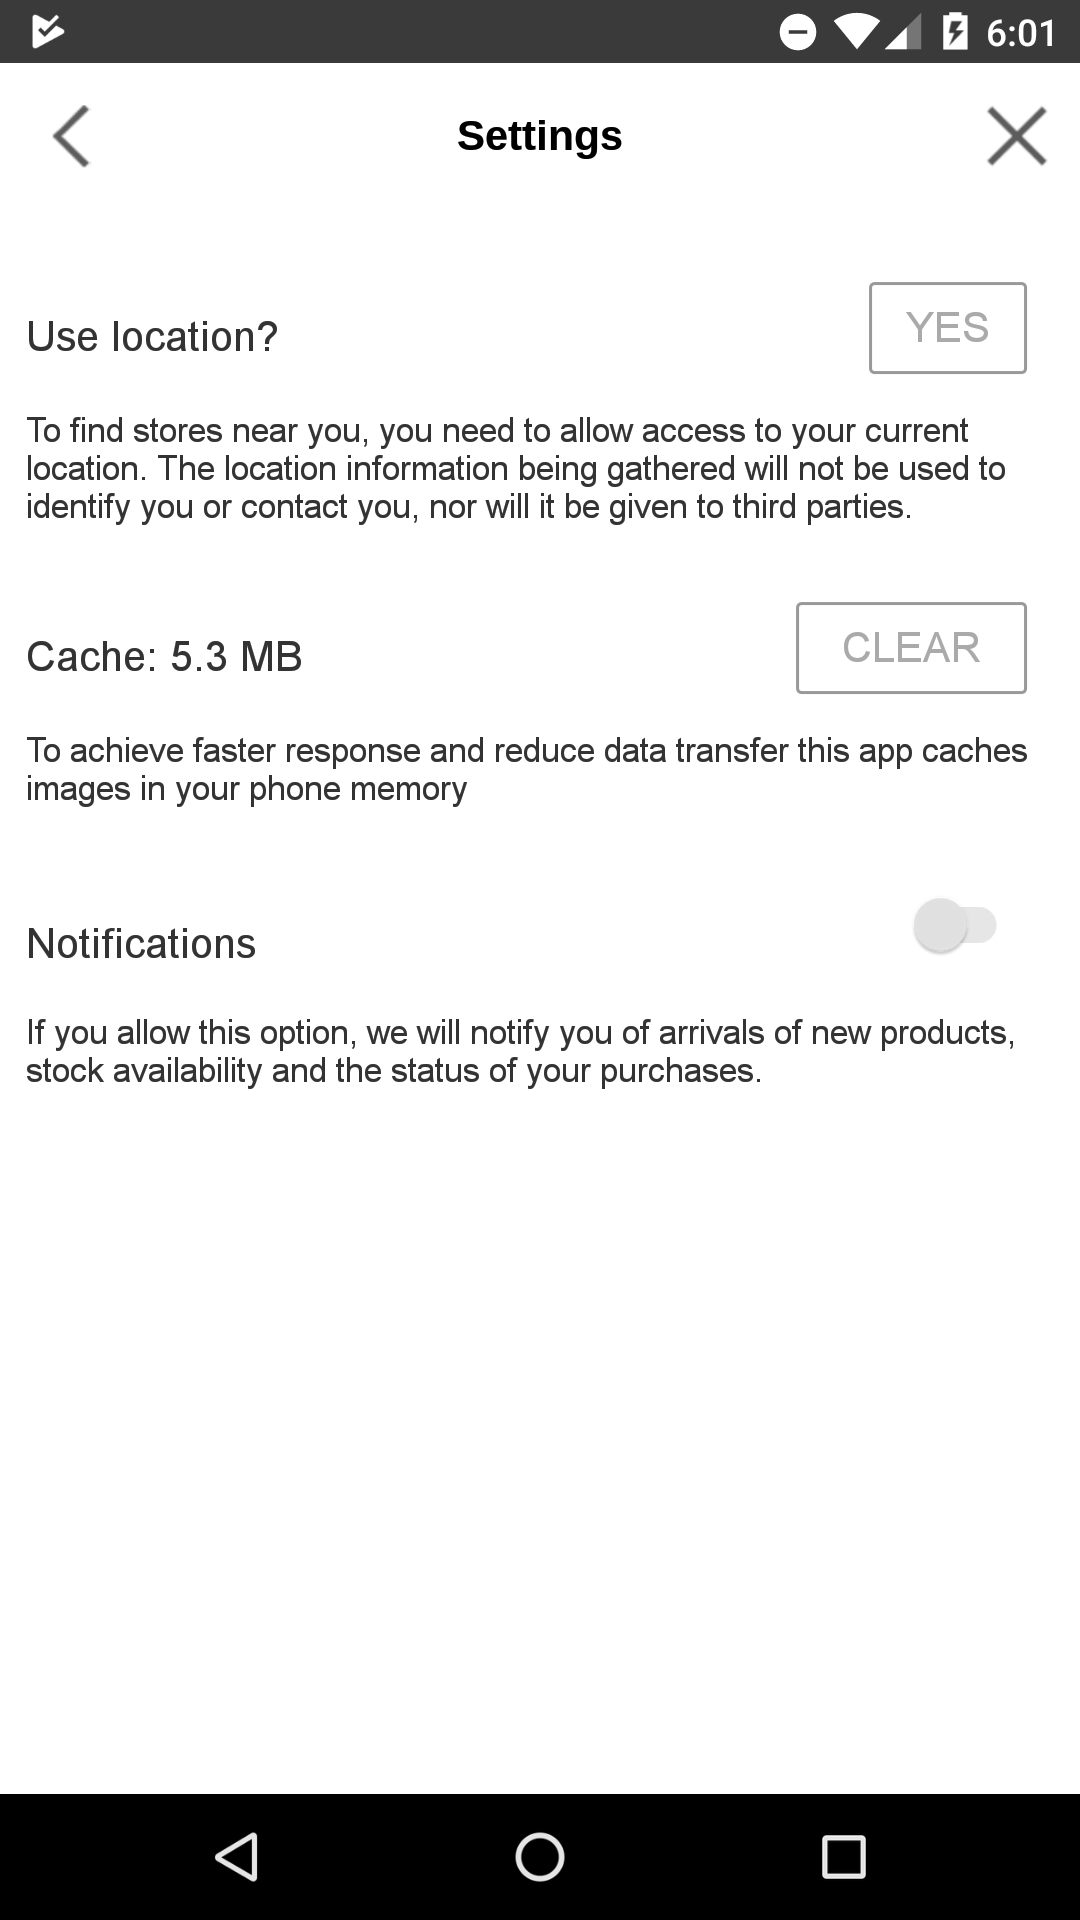 6:01
Settings
Use location?
YES
To find stores near you, you need to allow access to your current
location. The location information being gathered will not be used to
identify you or contact you, nor will it be given to third parties.
Cache: 5.3 MB
CLEAR
To achieve faster response and reduce data transfer this app caches
images in your phone memory
Notifications
If you allow this option, we will notify you of arrivals of new products,
stock availability and the status of your purchases.